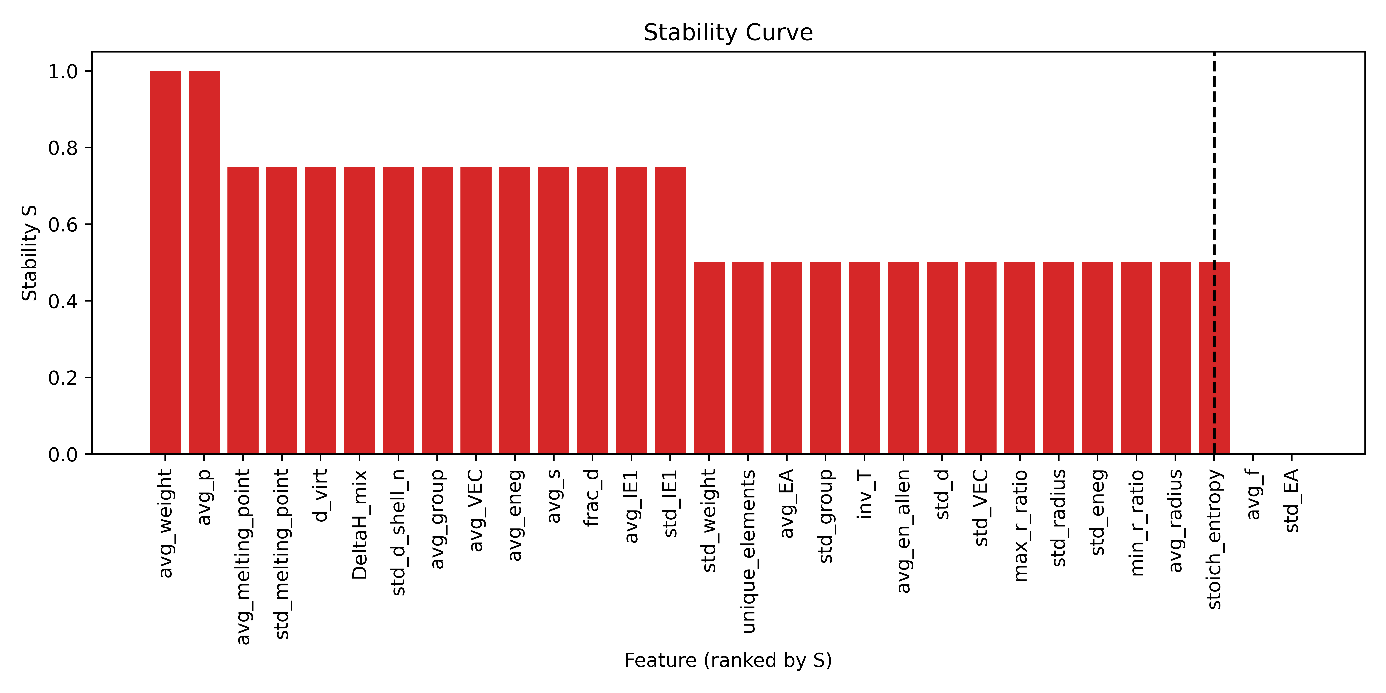 Stability Curve
Stability S
1.0
0.8
0.6
0.4
0.2
0.0
avg_weight
avg_p
avg_melting_point
std_melting_point
d_virt
DeltaH_mix
std_d_shell_n
avg_group
avg_VEC
avg_eneg
avg_s
frac_d
avg_IE1
std_IE1
std_weight
unique_elements
avg_EA
std_group
inv_T
avg_en_allen
std_d
std_VEC
max_r_ratio
std_radius
std_eneg
min_r_ratio
avg_radius
stoich_entropy
avg_f
std_EA
Feature (ranked by S)